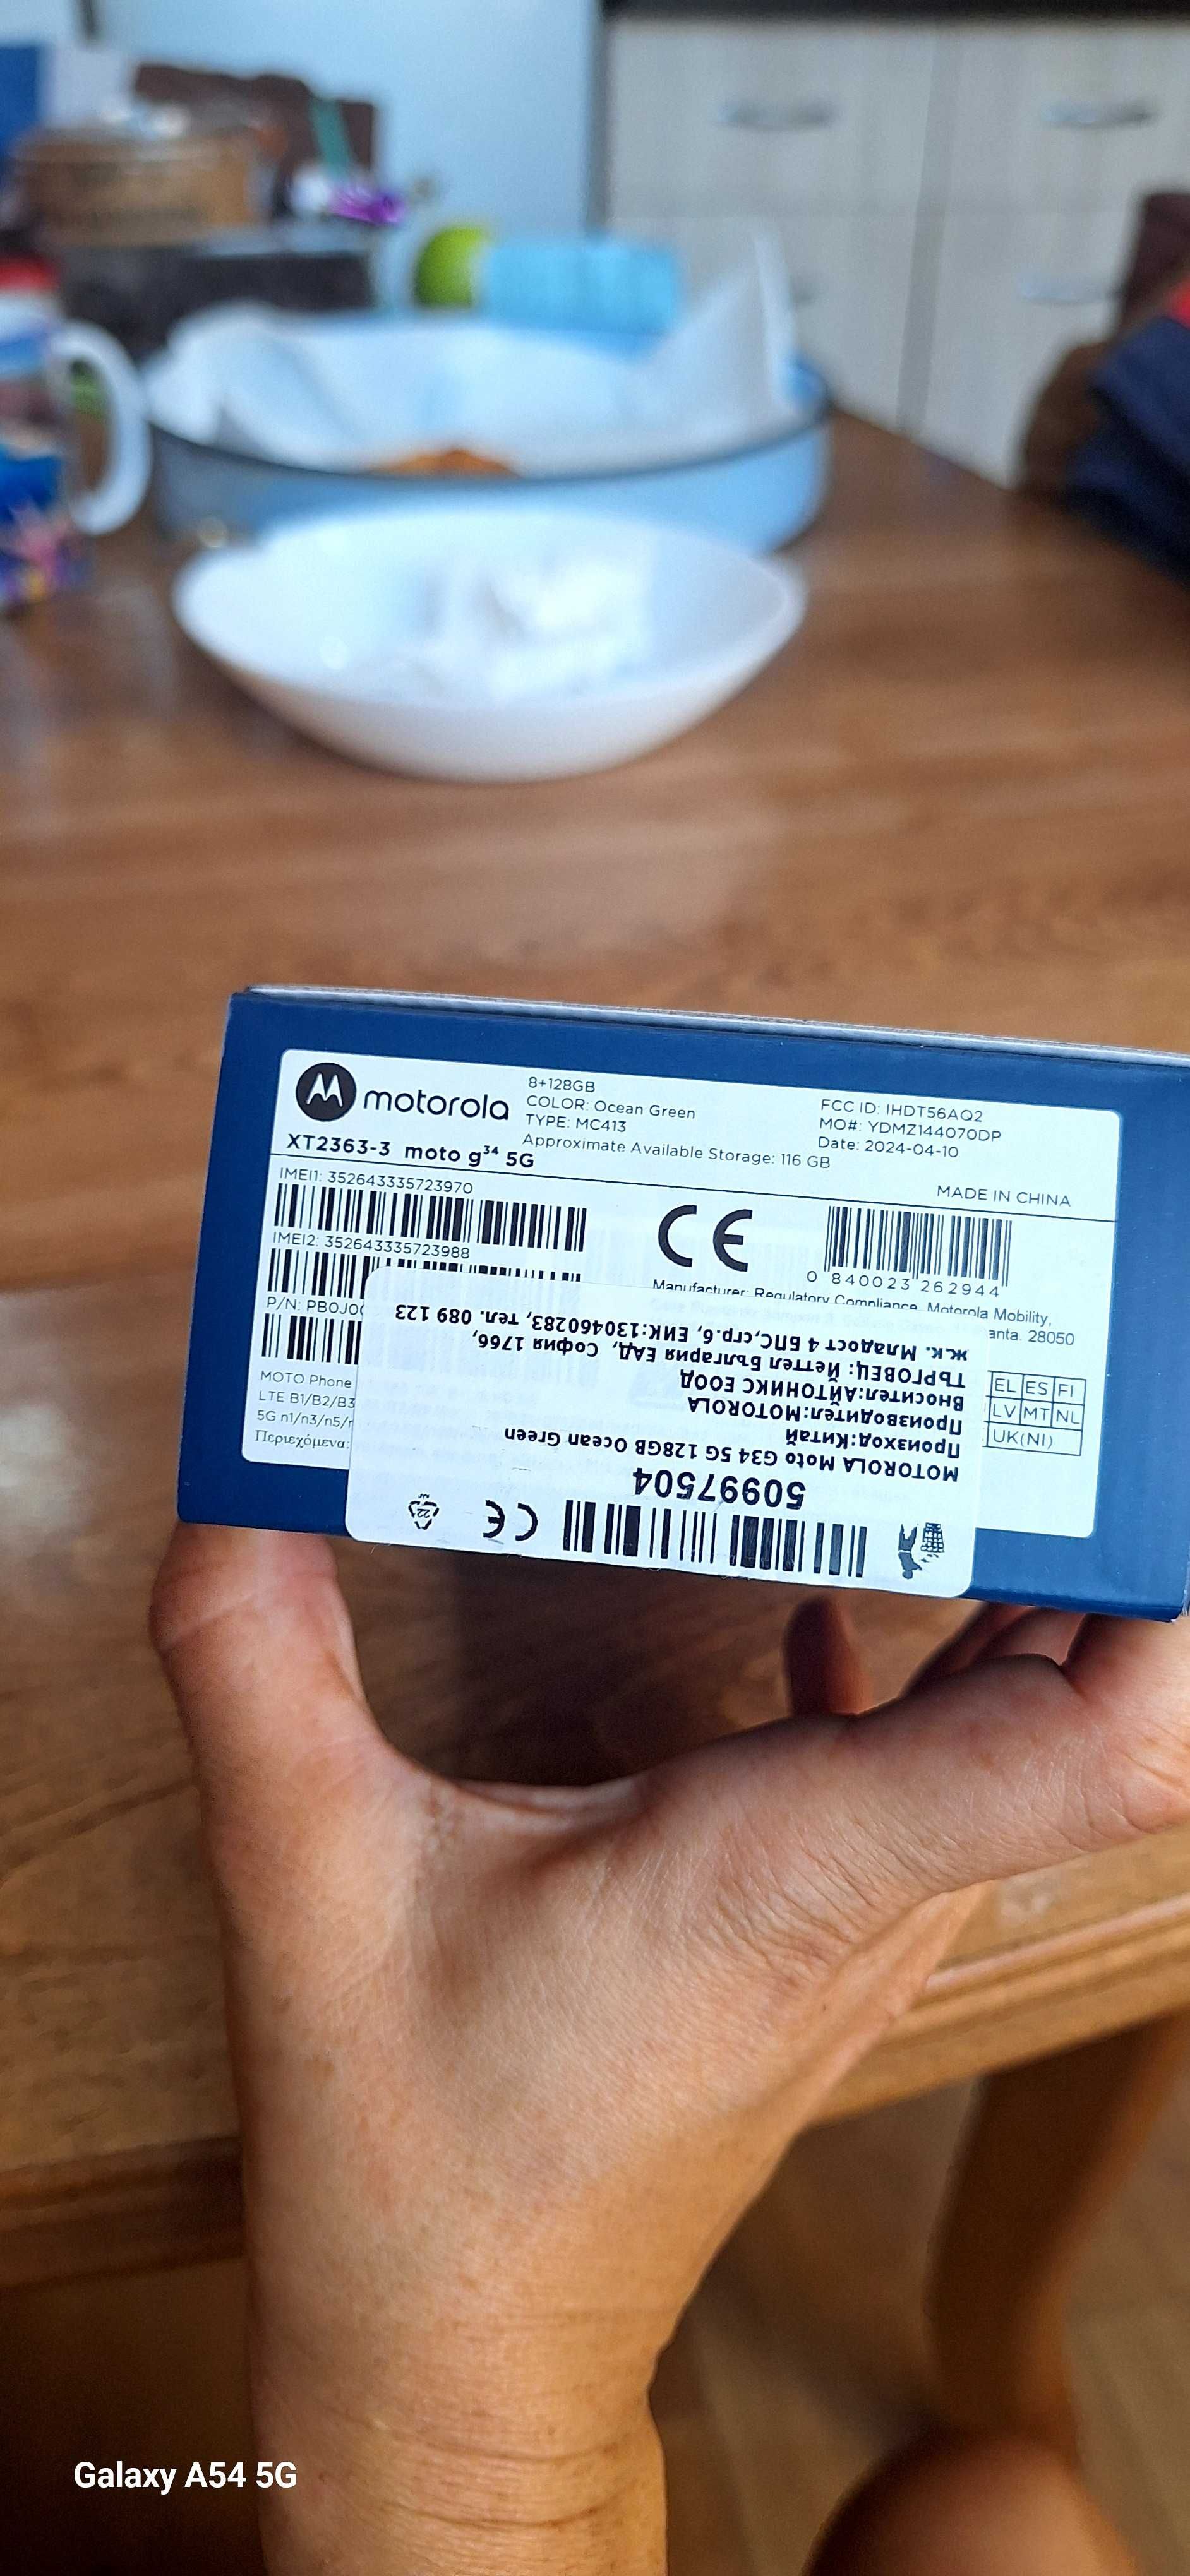 motorola
8+128GB
COLOR: Ocean Green
TYPE: MC413
Approximate Available Storage: 116 GB
FCC ID: IHDT56AQ2
MO#: YDMZ144070DP
Date: 2024-04-10
XT2363-3 moto g³⁴ 5G
MADE IN CHINA
IMEI1: 352643335723970
IMEI2: 352643335723988
P/N: PB0J0
CE
0 840023 262944
Manufacturer: Regulatory Compliance, Motorola Mobility,
28050
MOTO Phone
LTE B1/B2/B3
5G n1/n3/n5/
Περιεχόμενα:
EL ES FI
LV MT NL
UK(NI)
CE
22
50997504
MOTOROLA Moto G34 5G 128GB Ocean Green
Произход:Китай
Производител:MOTOROLA
Вносител:АЙТОНИКС ЕООД
ТЪРГОВЕЦ: Йеттел България ЕАД, София 1766,
ж.к. Младост 4 БПС,сгр.6, ЕИК:130460283, тел. 089 123
Galaxy A54 5G